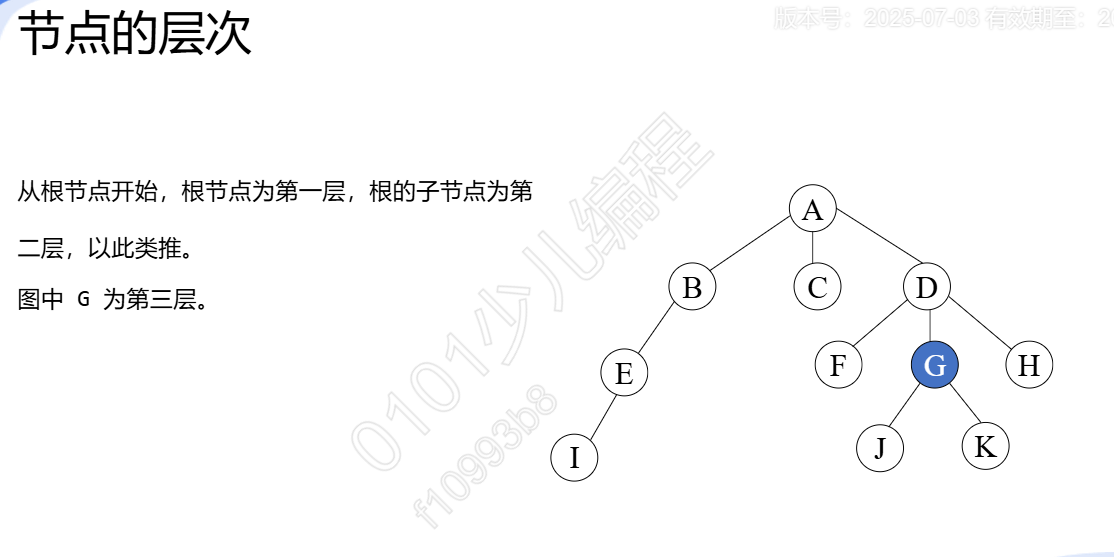 节点的层次
版本号：2025-07-03 有效期至：2
从根节点开始，根节点为第一层，根的子节点为第
二层，以此类推。
图中 G 为第三层。
A
B
C
D
E
F
G
H
I
J
K
0101少儿编程
f10993b8